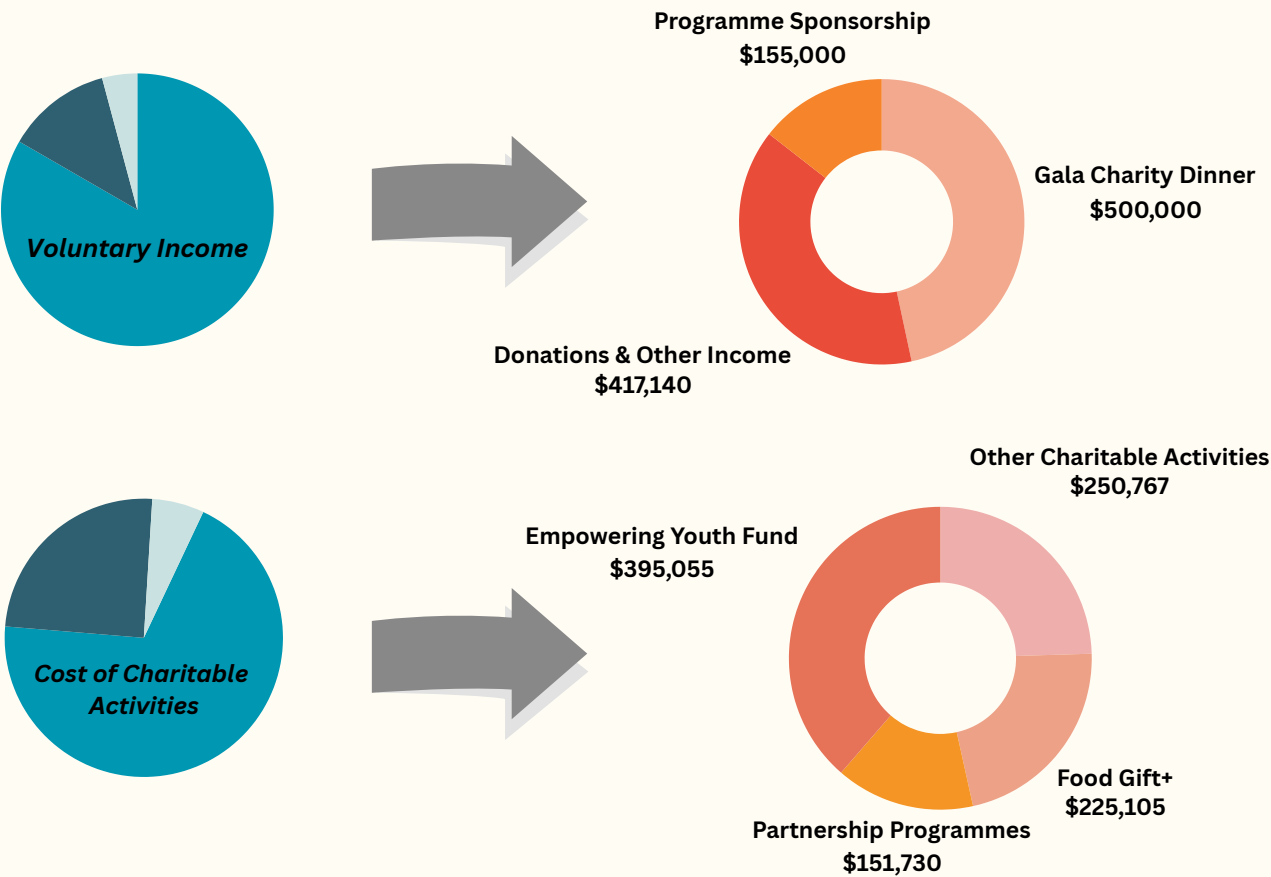 Programme Sponsorship
$155,000
Gala Charity Dinner
$500,000
Voluntary Income
Donations & Other Income
$417,140
Other Charitable Activities
$250,767
Empowering Youth Fund
$395,055
Cost of Charitable
Activities
Food Gift+
$225,105
Partnership Programmes
$151,730